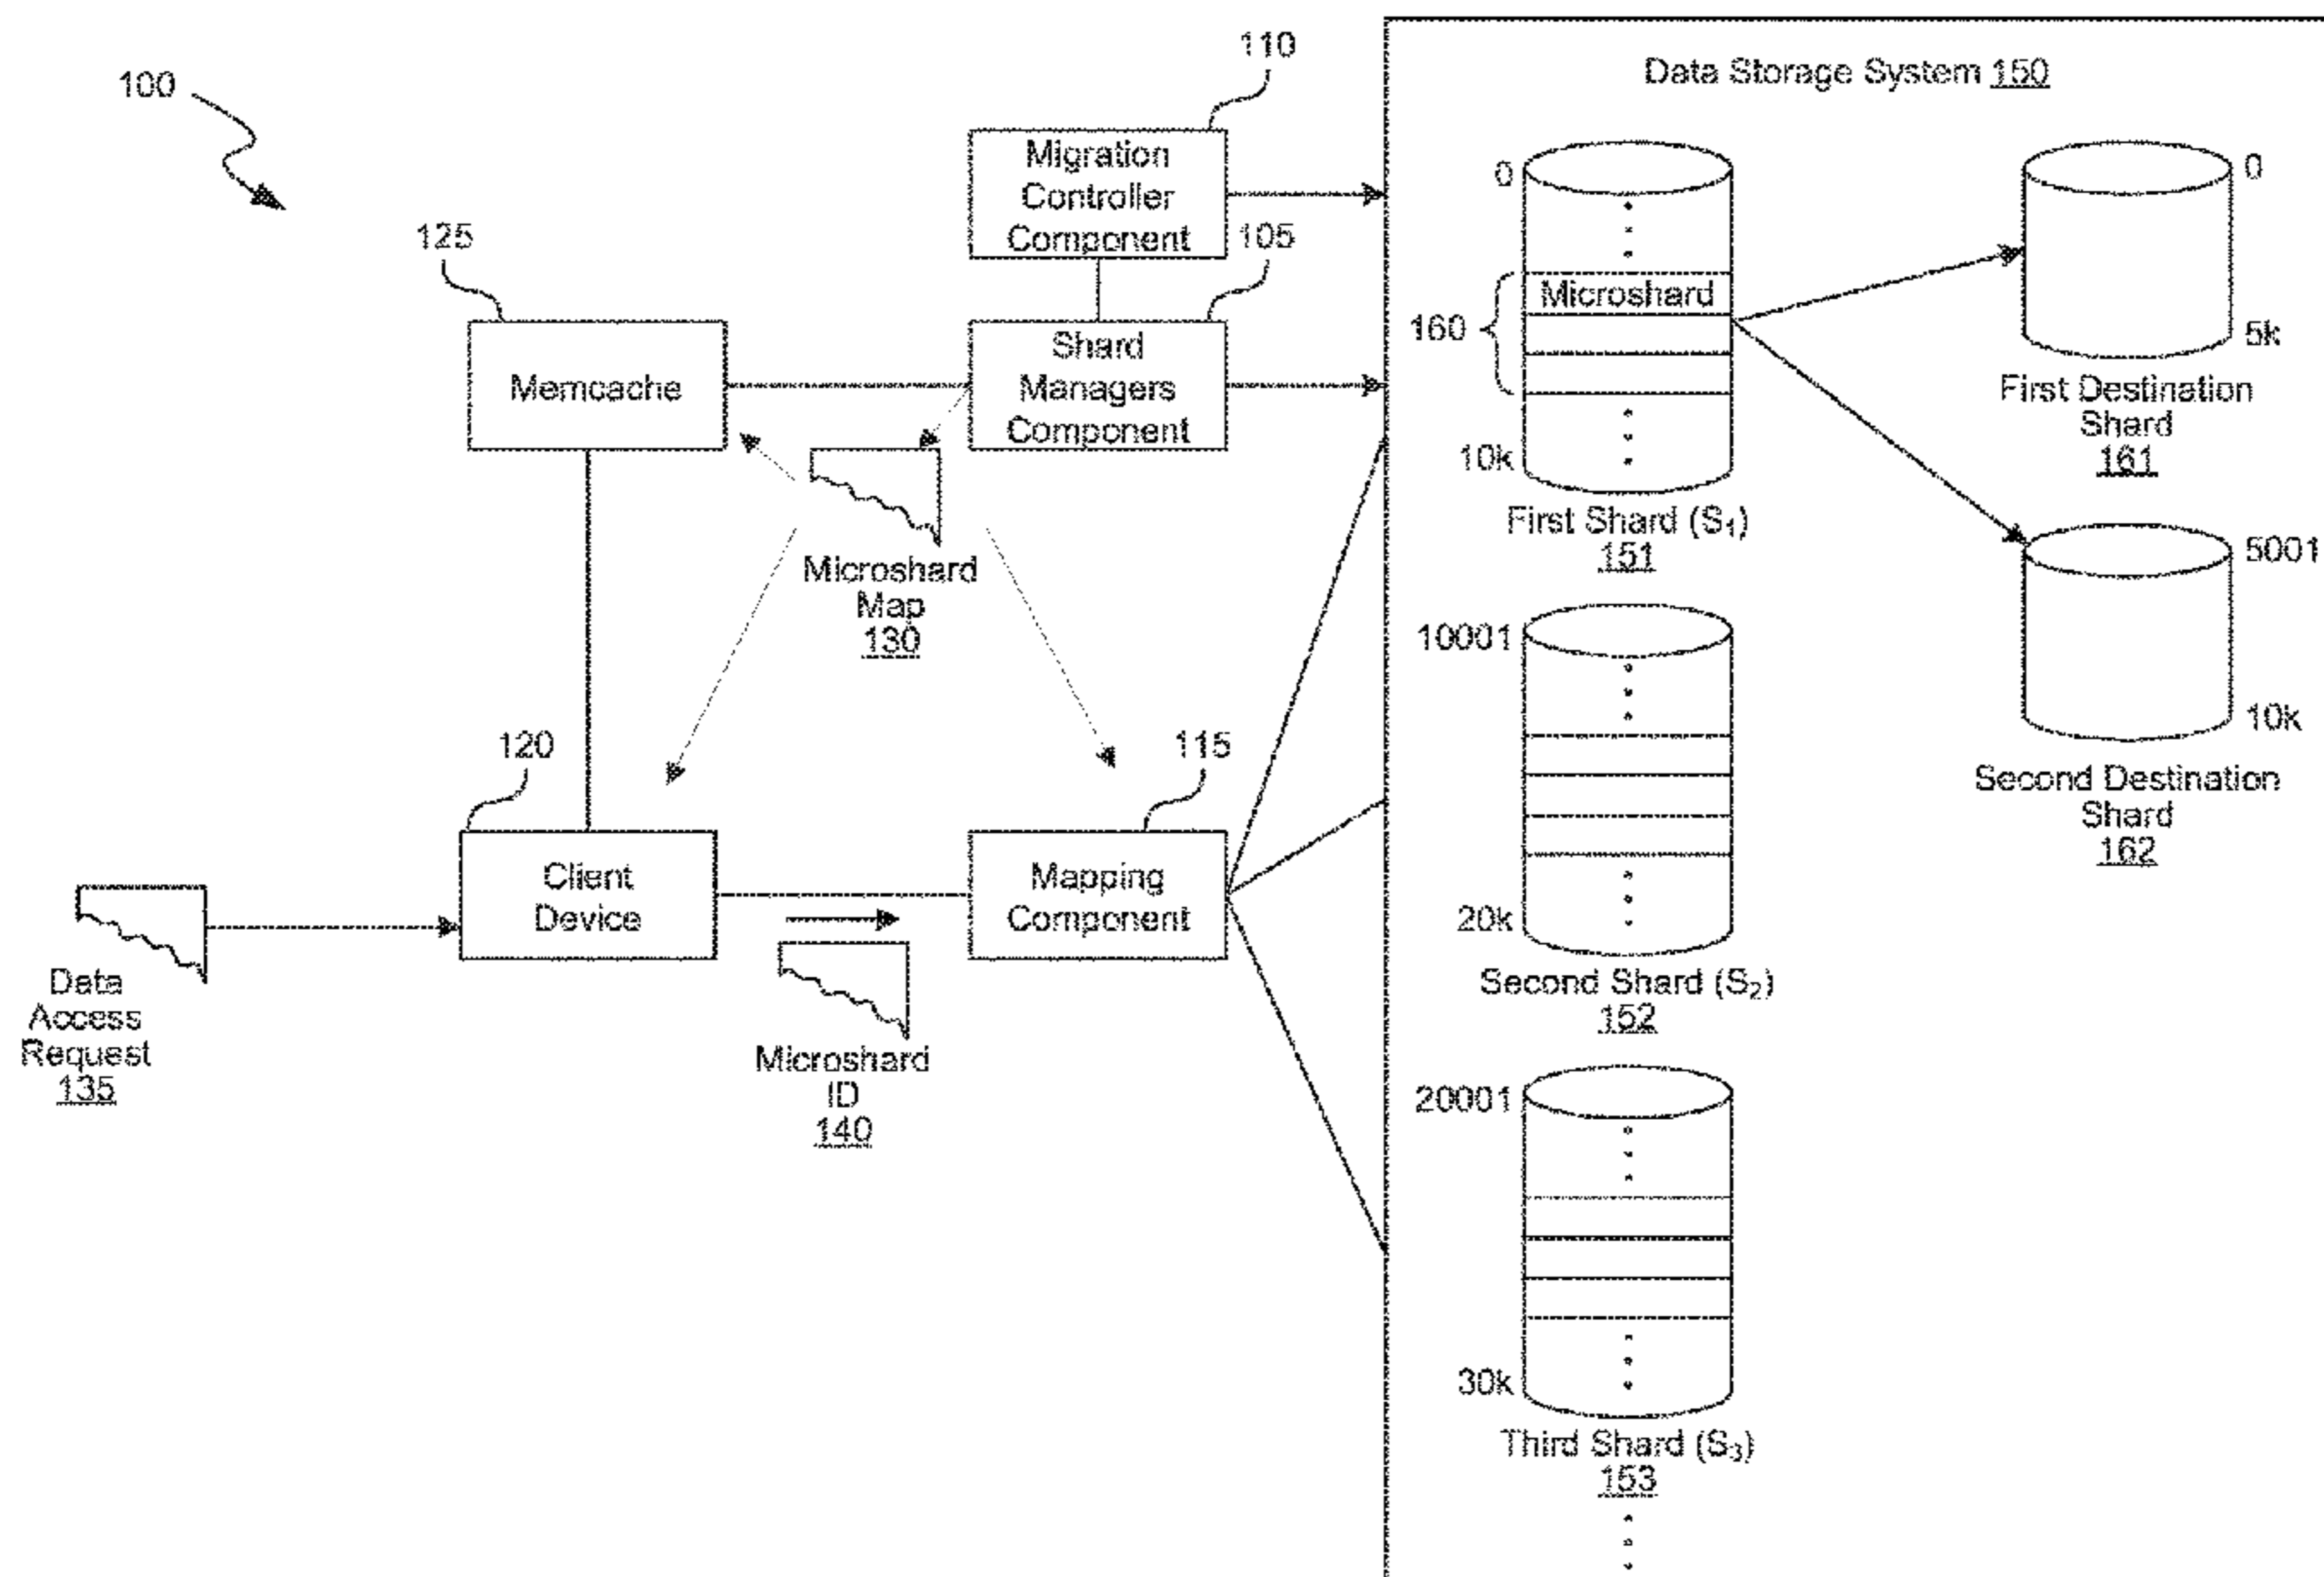 100
110
Migration
Controller
Component
105
125
Memcache
Shard
Managers
Component
Microshard
Map
130
120
Client
Device
115
Mapping
Component
Data
Access
Request
135
Microshard
ID
140
Data Storage System 150
0
Microshard
160
10k
First Shard (S₁)
151
0
5k
First Destination
Shard
161
5001
10k
Second Destination
Shard
162
10001
20k
Second Shard (S₂)
152
20001
30k
Third Shard (S₃)
153